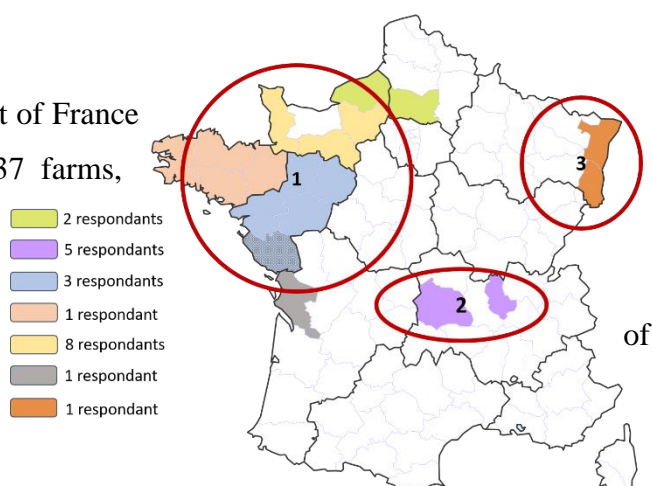 t of France
37 farms,
1
3
2 respondants
5 respondants
3 respondants
1 respondant
2
8 respondants
of
1 respondant
1 respondant